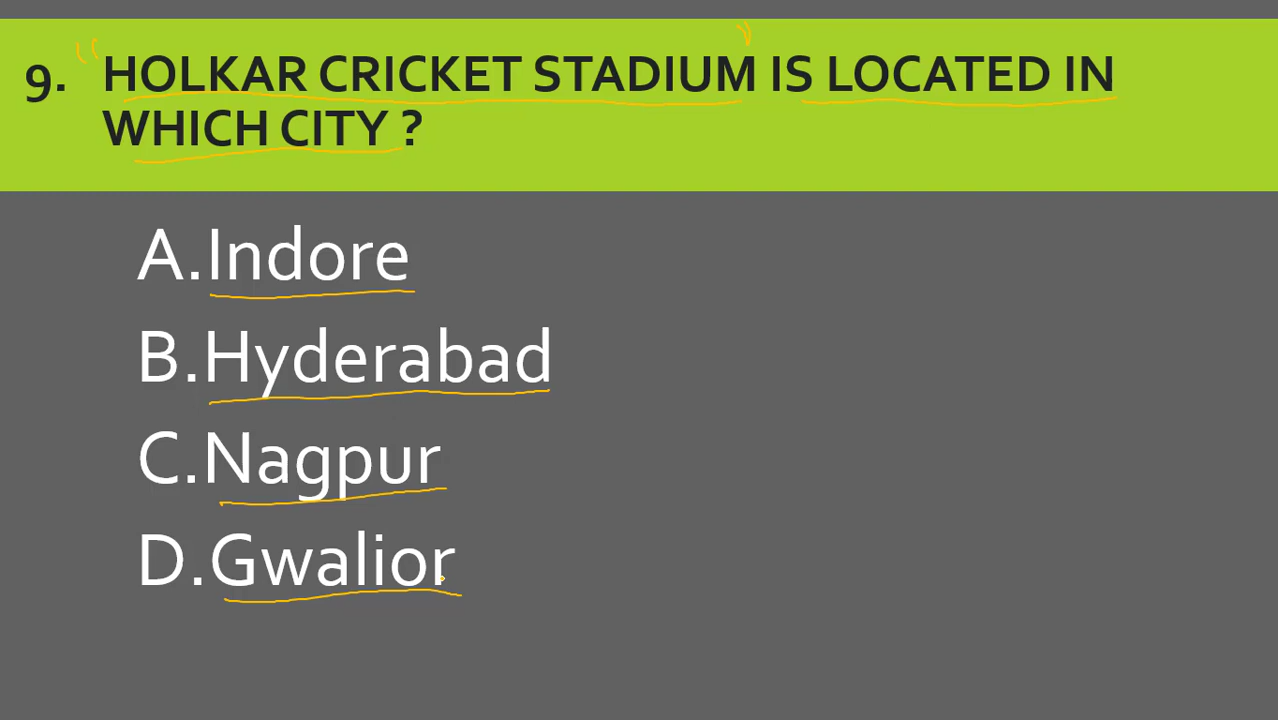 9. HOLKAR CRICKET STADIUM IS LOCATED IN
WHICH CITY ?
A.Indore
B.Hyderabad
C.Nagpur
D.Gwalior